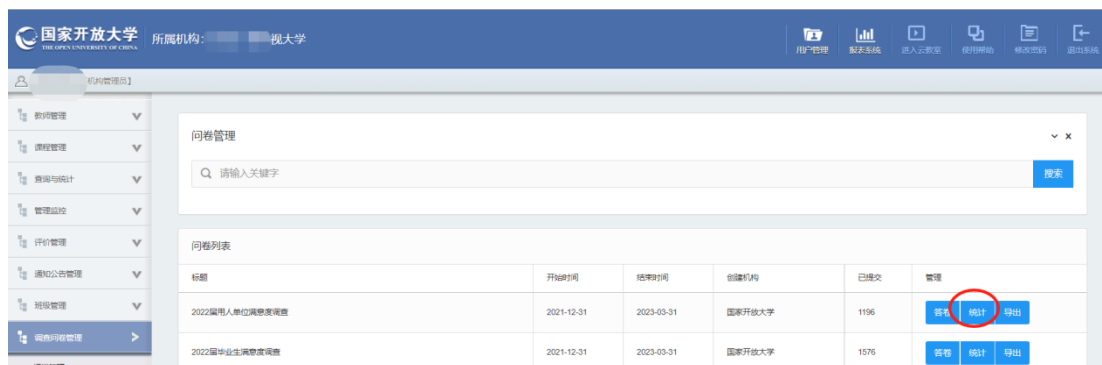 国家开放大学 所属机构: 视大学
THE OPEN UNIVERSITY OF CHINA
用户管理 报表系统 进入云教室 使用帮助 修改密码 退出系统
机构管理员】
教师管理
课程管理
查询与统计
管理监控
评价管理
通知公告管理
班级管理
调查问卷管理
问卷管理
请输入关键字 搜索
问卷列表
标题 开始时间 结束时间 创建机构 已提交 管理
2022届用人单位满意度调查 2021-12-31 2023-03-31 国家开放大学 1196 答卷 统计 导出
2022届毕业生满意度调查 2021-12-31 2023-03-31 国家开放大学 1576 答卷 统计 导出